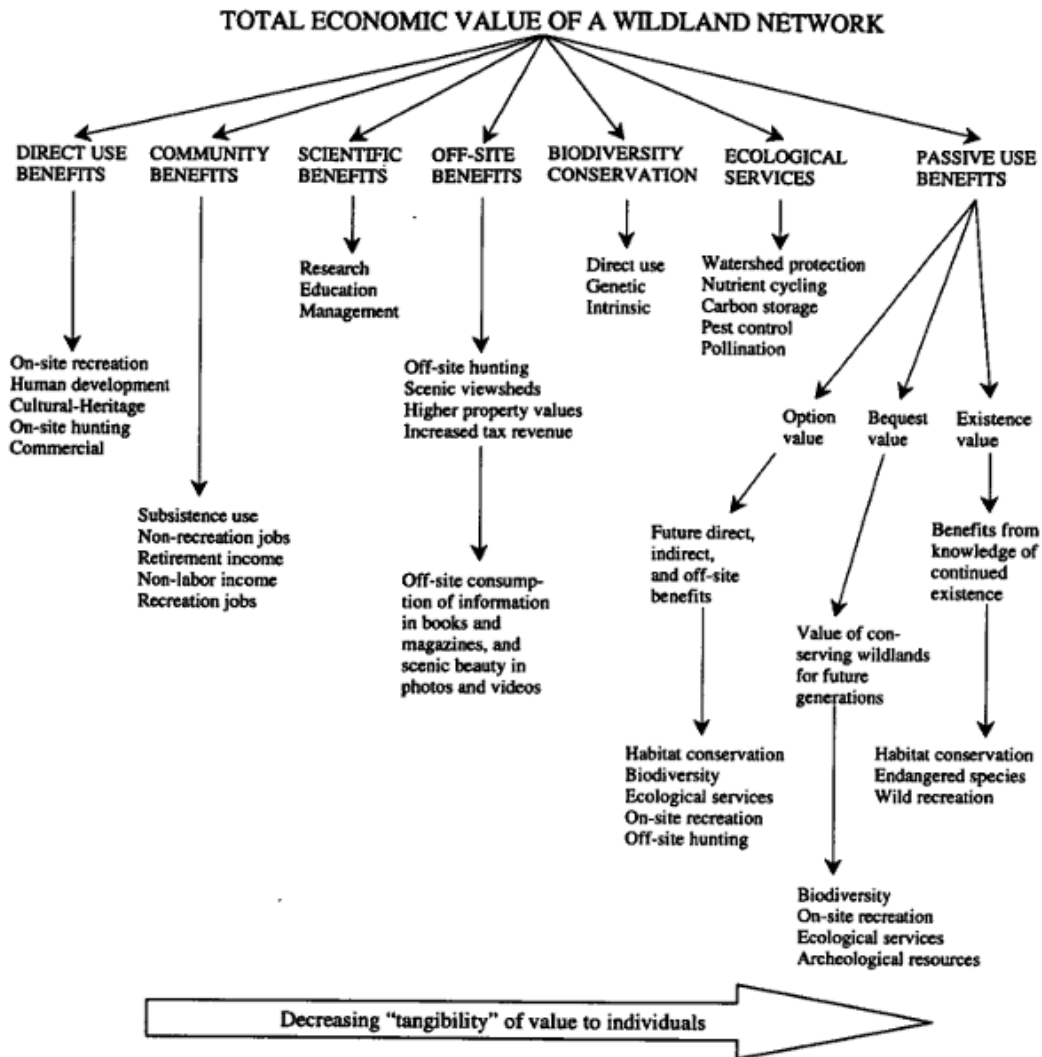 TOTAL ECONOMIC VALUE OF A WILDLAND NETWORK
DIRECT USE
BENEFITS
COMMUNITY
BENEFITS
SCIENTIFIC
BENEFITS
OFF-SITE
BENEFITS
BIODIVERSITY
CONSERVATION
ECOLOGICAL
SERVICES
PASSIVE USE
BENEFITS
On-site recreation
Human development
Cultural-Heritage
On-site hunting
Commercial
Subsistence use
Non-recreation jobs
Retirement income
Non-labor income
Recreation jobs
Research
Education
Management
Off-site hunting
Scenic viewsheds
Higher property values
Increased tax revenue
Off-site consump-
tion of information
in books and
magazines, and
scenic beauty in
photos and videos
Direct use
Genetic
Intrinsic
Watershed protection
Nutrient cycling
Carbon storage
Pest control
Pollination
Option
value
Bequest
value
Existence
value
Future direct,
indirect,
and off-site
benefits
Habitat conservation
Biodiversity
Ecological services
On-site recreation
Off-site hunting
Value of con-
serving wildlands
for future
generations
Biodiversity
On-site recreation
Ecological services
Archeological resources
Benefits from
knowledge of
continued
existence
Habitat conservation
Endangered species
Wild recreation
Decreasing "tangibility" of value to individuals